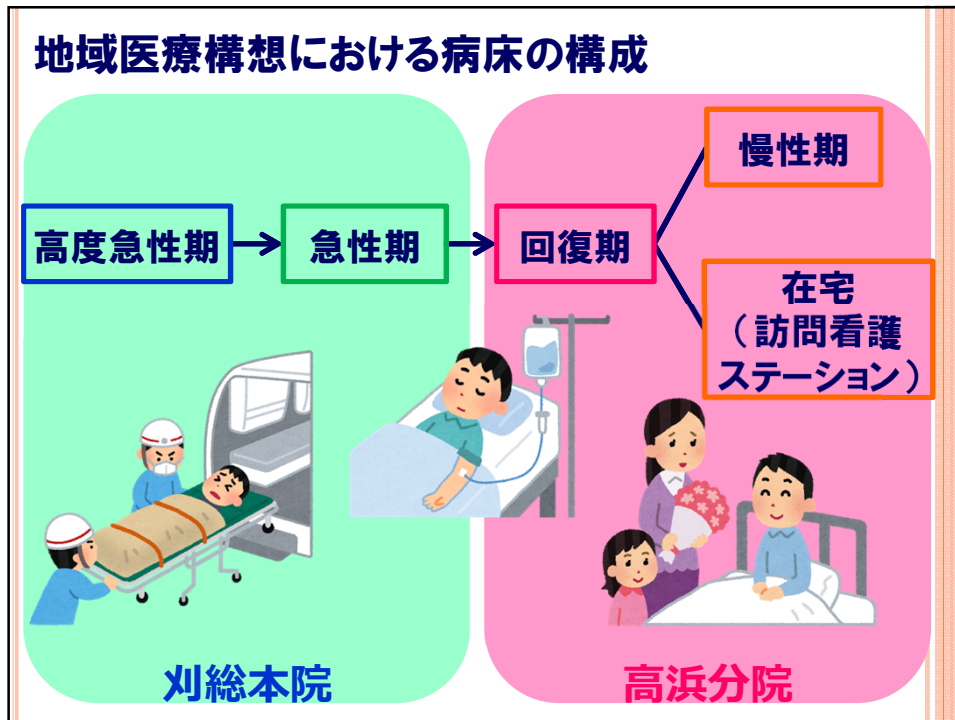 地域医療構想における病床の構成
高度急性期
急性期
回復期
慢性期
在宅
（訪問看護
ステーション）
刈総本院
高浜分院